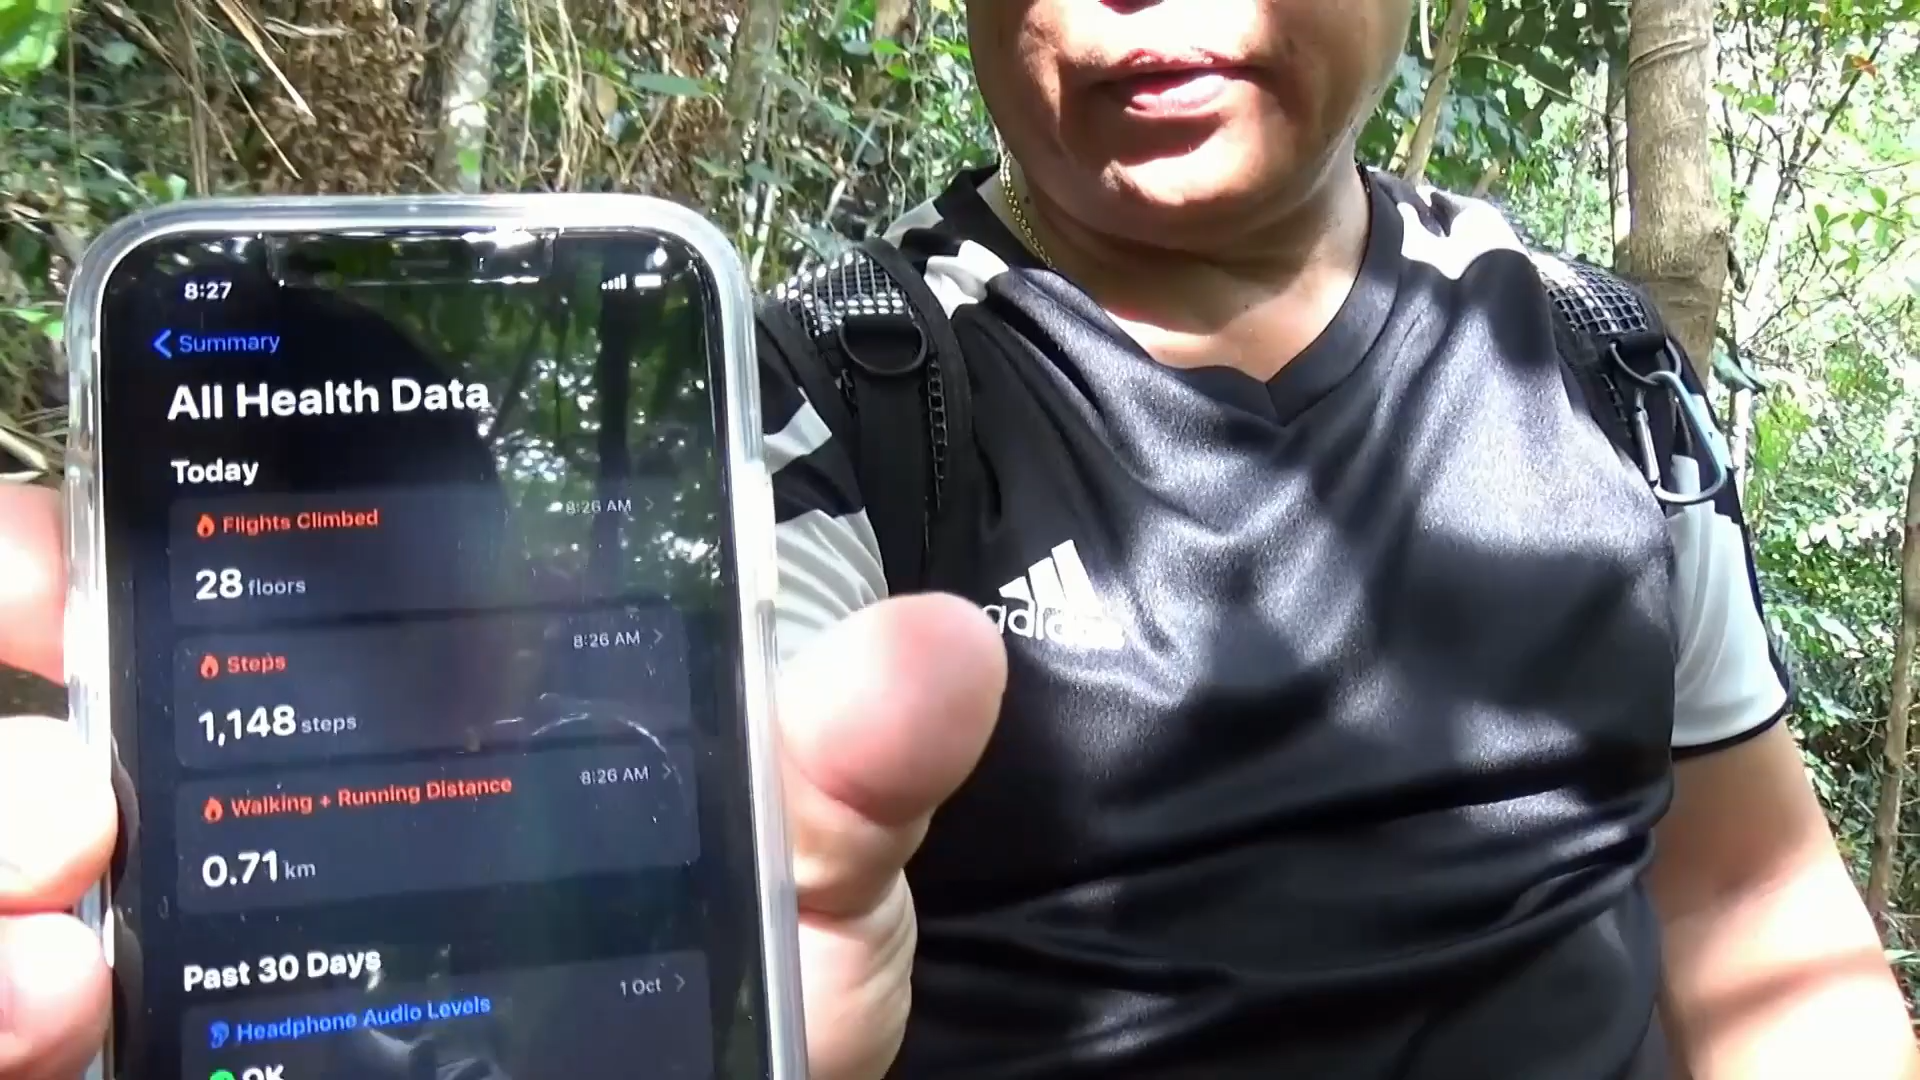 8:27
Summary
All Health Data
Today
Flights Climbed
8:26 AM
28 floors
Steps
8:26 AM
1,148 steps
Walking + Running Distance
8:26 AM
0.71 km
Past 30 Days
Headphone Audio Levels
1 Oct
OK
adidas